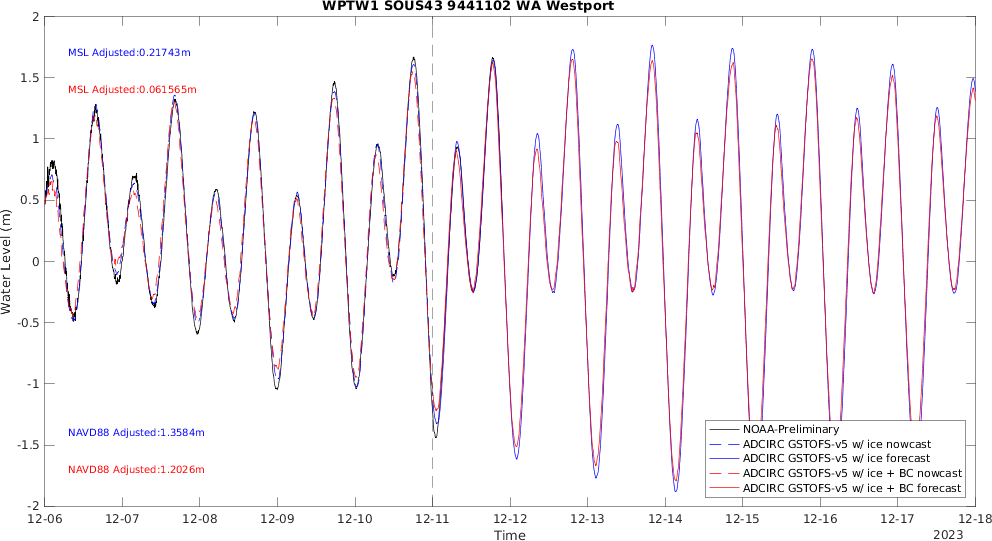 WPTW1 SOUS43 9441102 WA Westport
2
1.5
1
0.5
0
-0.5
-1
-1.5
-2
Water Level (m)
MSL Adjusted:0.21743m
MSL Adjusted:0.061565m
NAVD88 Adjusted:1.3584m
NAVD88 Adjusted:1.2026m
NOAA-Preliminary
ADCIRC GSTOFS-v5 w/ ice nowcast
ADCIRC GSTOFS-v5 w/ ice forecast
ADCIRC GSTOFS-v5 w/ ice + BC nowcast
ADCIRC GSTOFS-v5 w/ ice + BC forecast
12-06 12-07 12-08 12-09 12-10 12-11 12-12 12-13 12-14 12-15 12-16 12-17 12-18
Time
2023